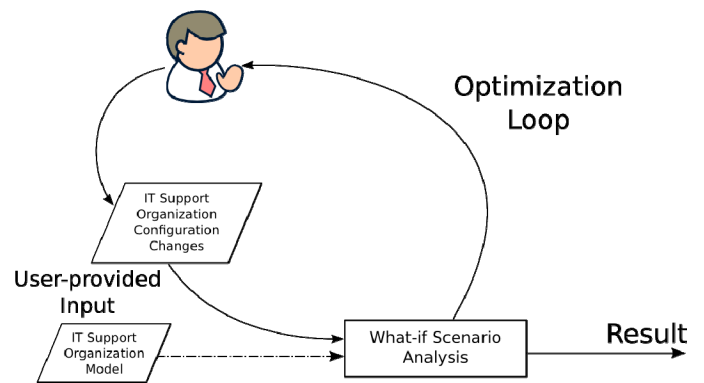 Optimization
Loop
IT Support
Organization
Configuration
Changes
User-provided
Input
IT Support
Organization
Model
What-if Scenario
Analysis
Result